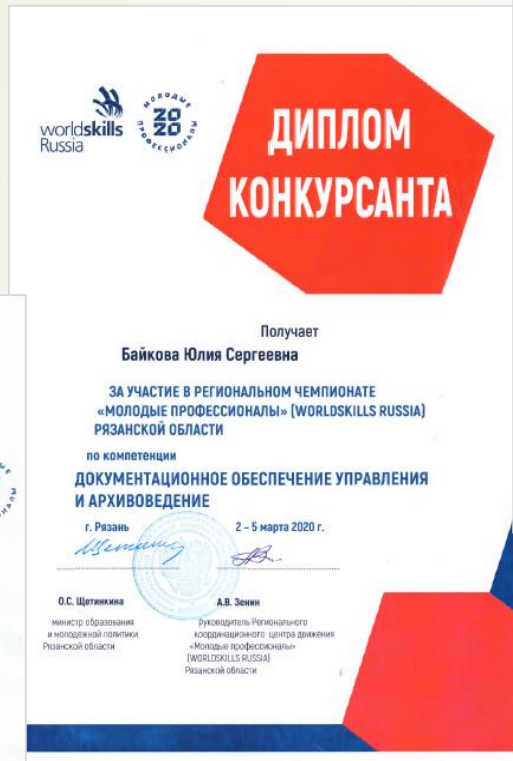 worldskills
Russia
МОЛОДЫЕ ПРОФЕССИОНАЛЫ
20
20
ДИПЛОМ
КОНКУРСАНТА
Получает
Байкова Юлия Сергеевна
ЗА УЧАСТИЕ В РЕГИОНАЛЬНОМ ЧЕМПИОНАТЕ
«МОЛОДЫЕ ПРОФЕССИОНАЛЫ» (WORLDSKILLS RUSSIA)
РЯЗАНСКОЙ ОБЛАСТИ
по компетенции
ДОКУМЕНТАЦИОННОЕ ОБЕСПЕЧЕНИЕ УПРАВЛЕНИЯ
И АРХИВОВЕДЕНИЕ
г. Рязань 2 – 5 марта 2020 г.
О.С. Щетинкина А.В. Зенин
министр образования руководитель Регионального
и молодежной политики координационного центра движения
Рязанской области «Молодые профессионалы»
(WORLDSKILLS RUSSIA)
Рязанской области